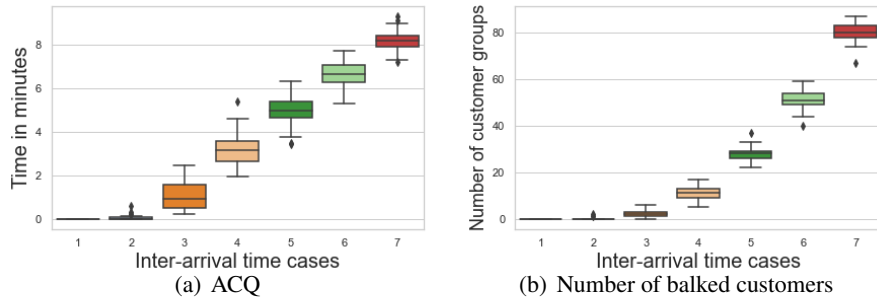 Time in minutes
8
6
4
2
0
1 2 3 4 5 6 7
Inter-arrival time cases
(a) ACQ
Number of customer groups
80
60
40
20
0
1 2 3 4 5 6 7
Inter-arrival time cases
(b) Number of balked customers